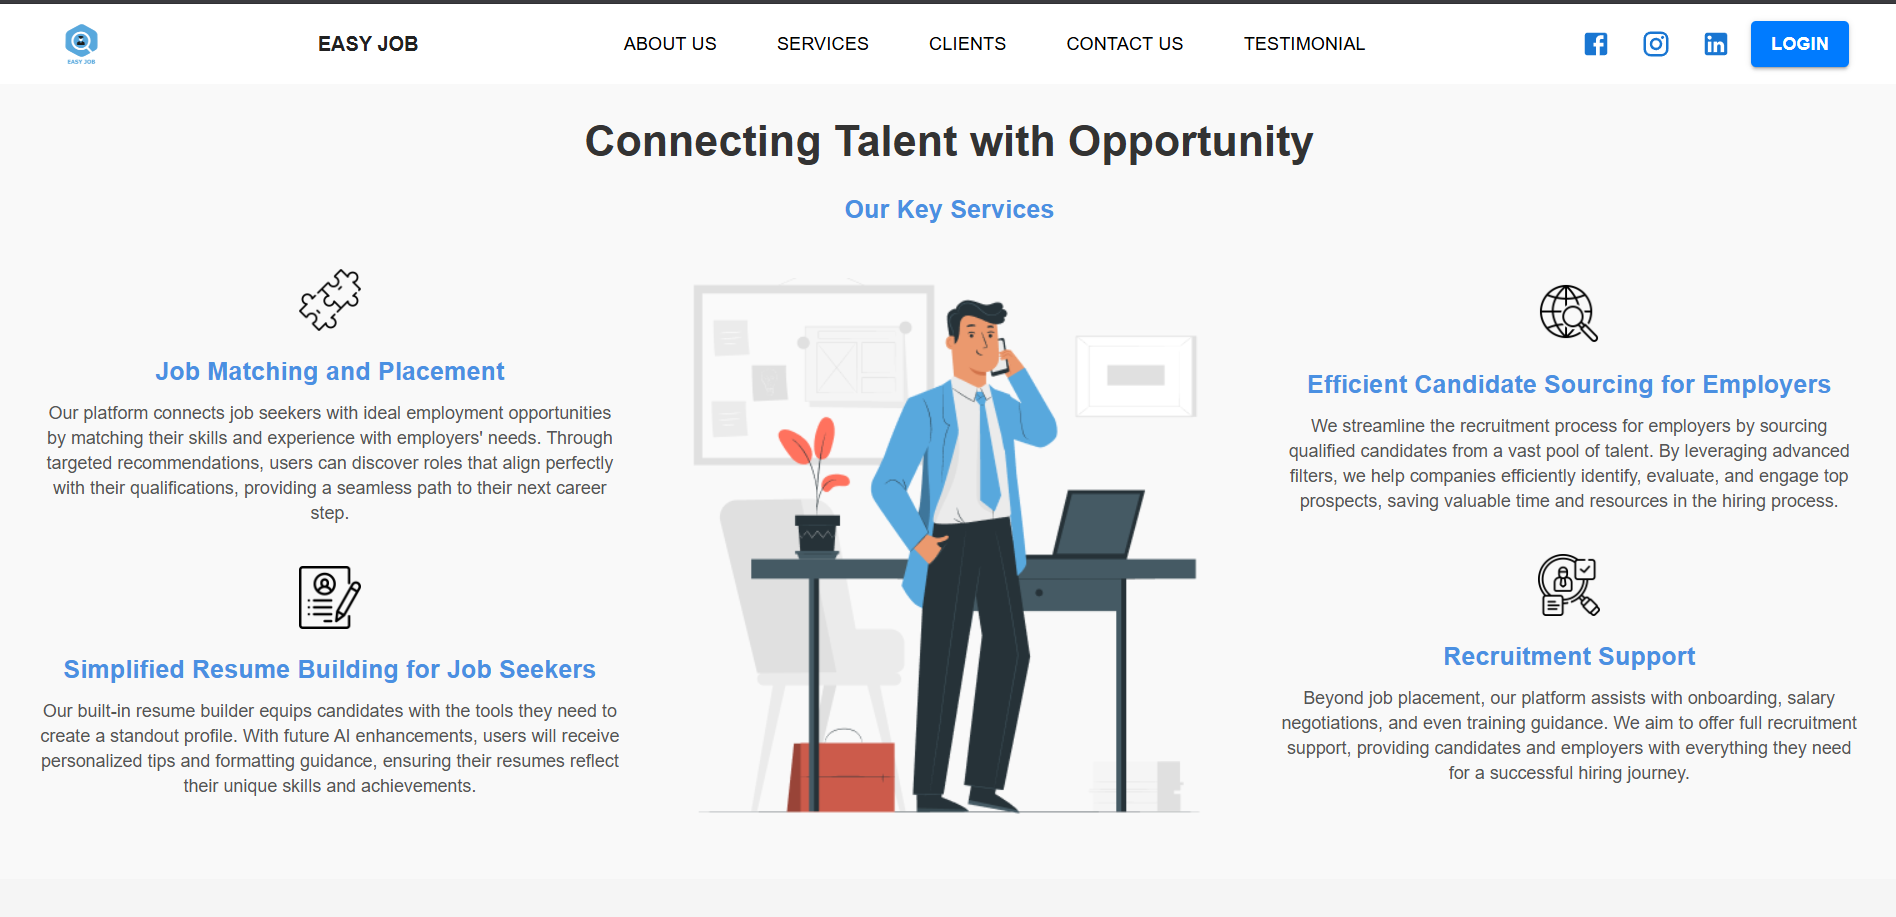 EASY JOB
EASY JOB
ABOUT US
SERVICES
CLIENTS
CONTACT US
TESTIMONIAL
LOGIN
Connecting Talent with Opportunity
Our Key Services
Job Matching and Placement
Our platform connects job seekers with ideal employment opportunities
by matching their skills and experience with employers' needs. Through
targeted recommendations, users can discover roles that align perfectly
with their qualifications, providing a seamless path to their next career
step.
Simplified Resume Building for Job Seekers
Our built-in resume builder equips candidates with the tools they need to
create a standout profile. With future AI enhancements, users will receive
personalized tips and formatting guidance, ensuring their resumes reflect
their unique skills and achievements.
Efficient Candidate Sourcing for Employers
We streamline the recruitment process for employers by sourcing
qualified candidates from a vast pool of talent. By leveraging advanced
filters, we help companies efficiently identify, evaluate, and engage top
prospects, saving valuable time and resources in the hiring process.
Recruitment Support
Beyond job placement, our platform assists with onboarding, salary
negotiations, and even training guidance. We aim to offer full recruitment
support, providing candidates and employers with everything they need
for a successful hiring journey.